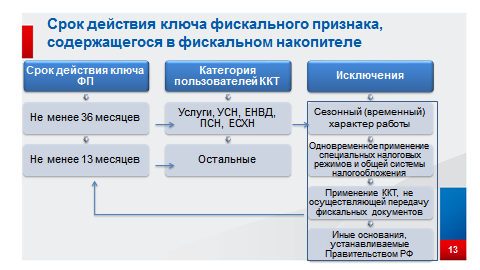 Срок действия ключа фискального признака,
содержащегося в фискальном накопителе
Срок действия ключа
ФП
Категория
пользователей ККТ
Исключения
Не менее 36 месяцев
Услуги, УСН, ЕНВД,
ПСН, ЕСХН
Сезонный (временный)
характер работы
Не менее 13 месяцев
Остальные
Одновременное применение
специальных налоговых
режимов и общей системы
налогообложения
Применение ККТ, не
осуществляющей передачу
фискальных документов
Иные основания,
устанавливаемые
Правительством РФ
13